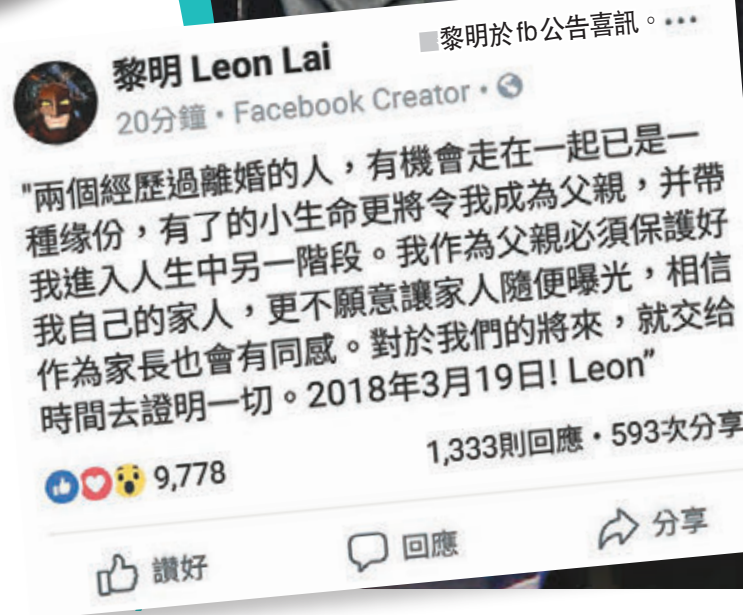 ■黎明於fb公告喜訊。
黎明 Leon Lai
20分鐘・Facebook Creator・
"兩個經歷過離婚的人，有機會走在一起已是一
種缘份，有了的小生命更將令我成為父親，并帶
我進入人生中另一階段。我作為父親必須保護好
我自己的家人，更不願意讓家人隨便曝光，相信
作為家長也會有同感。對於我們的將來，就交给
時間去證明一切。2018年3月19日! Leon”
9,778
1,333則回應・593次分享
讚好
回應
分享